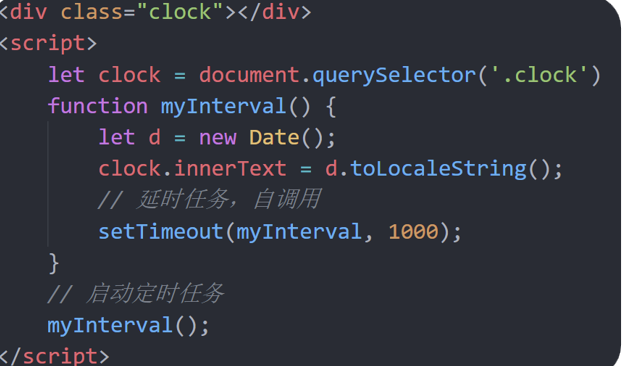 <div class="clock"></div>
<script>
let clock = document.querySelector('.clock')
function myInterval() {
let d = new Date();
clock.innerText = d.toLocaleString();
// 延时任务，自调用
setTimeout(myInterval, 1000);
}
// 启动定时任务
myInterval();
</script>